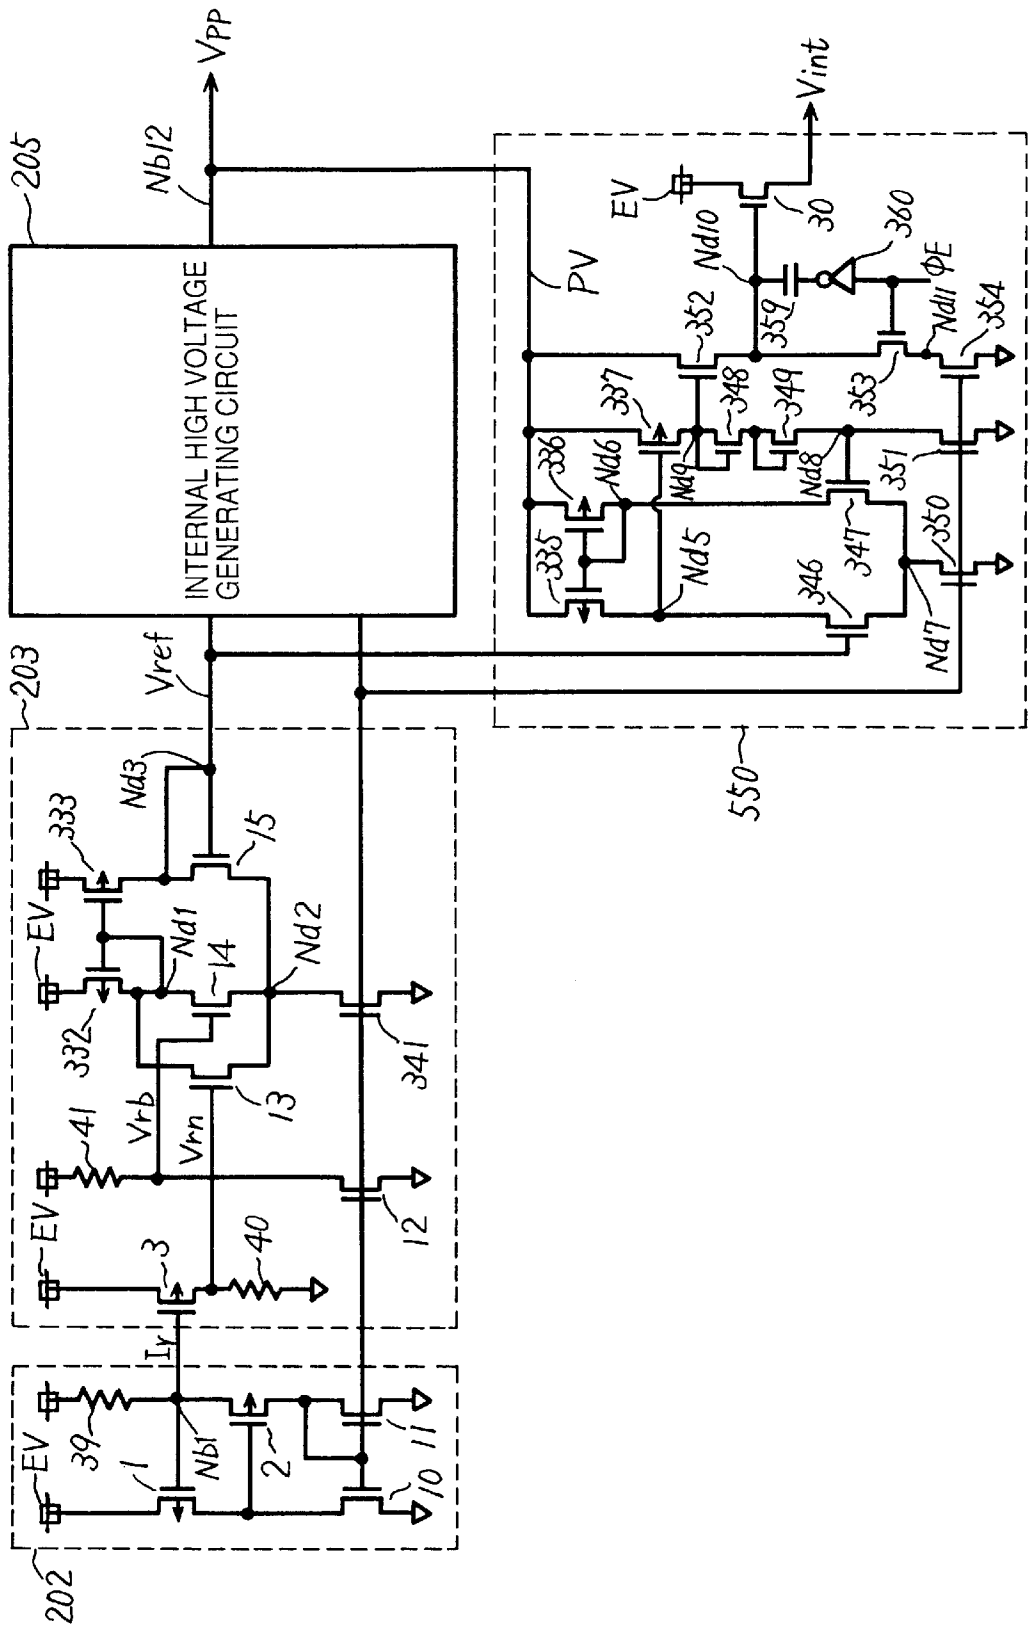 202
EV
39
1
Nb1
2
10
11
Ir
203
EV
3
40
41
Vrb
Vrn
12
13
EV
332
333
Nd1
14
Nd2
341
15
Nd3
Vref
205
INTERNAL HIGH VOLTAGE
GENERATING CIRCUIT
Nb12
VPP
550
PV
335
336
Nd6
Nd5
337
Nd9
348
349
Nd8
346
347
Nd7
350
351
352
353
354
Nd10
359
360
ΦE
Nd11
EV
30
Vint